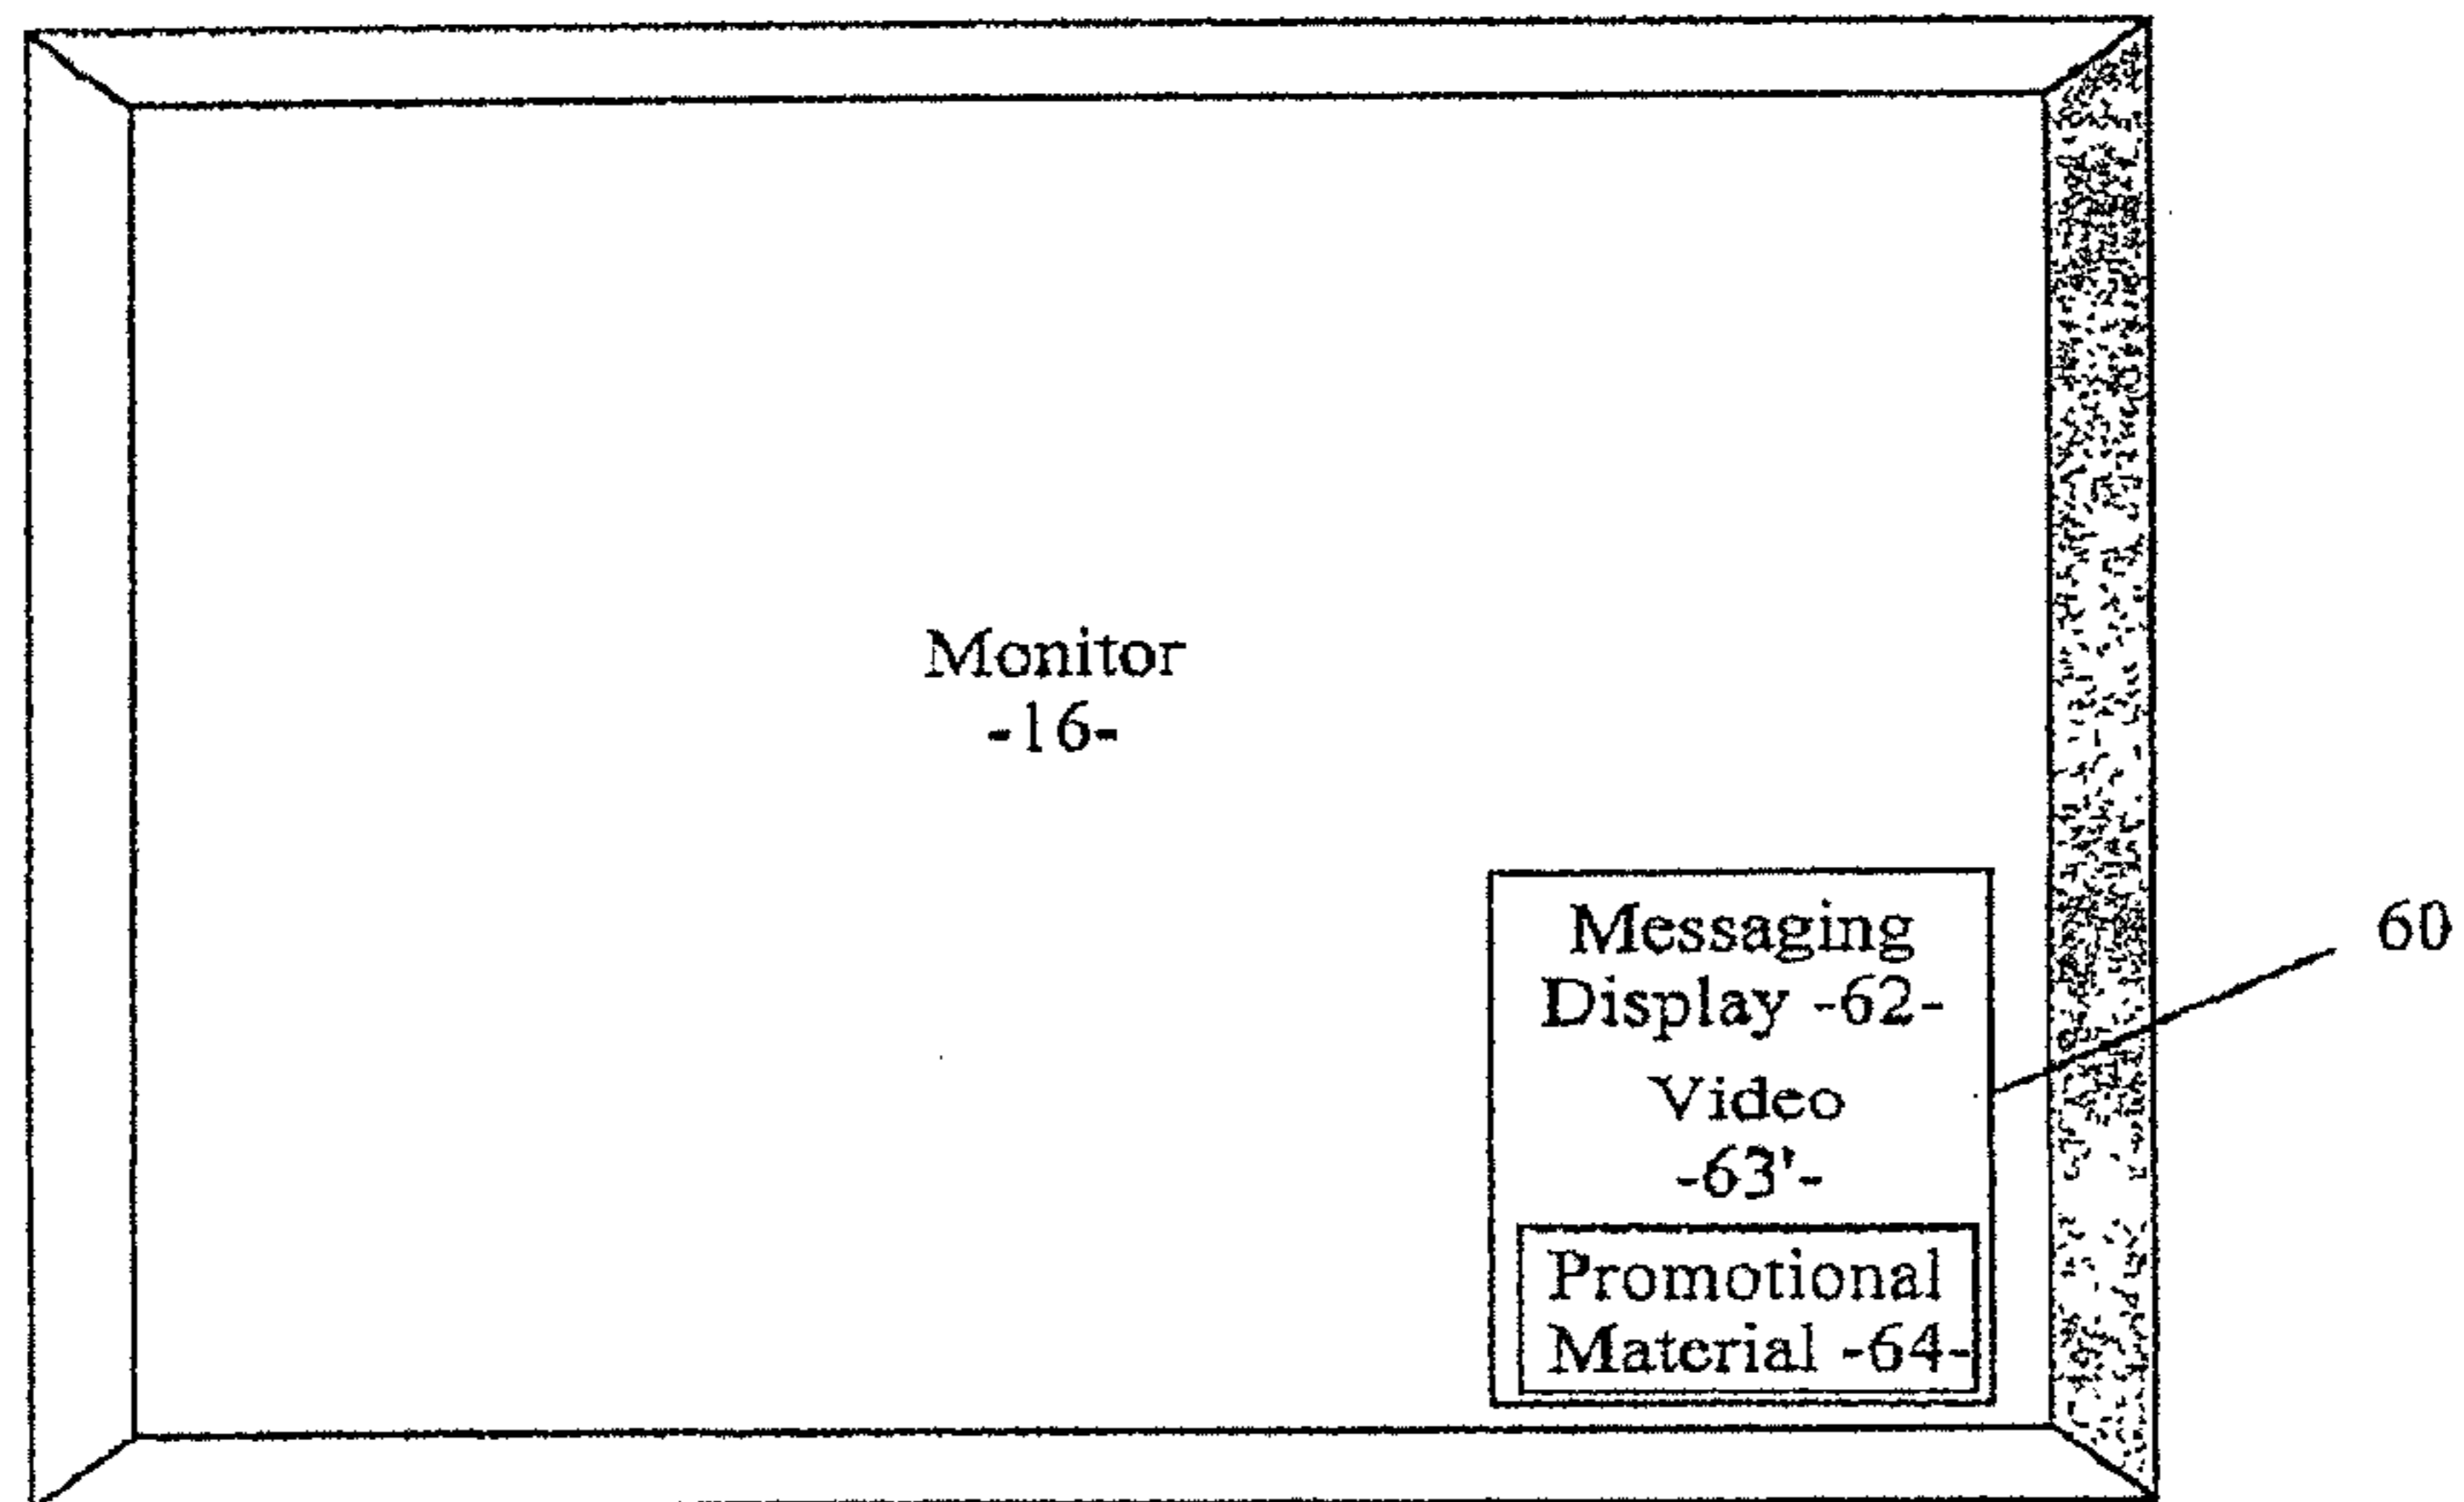 Monitor
-16-
Messaging
Display -62-
Video
-63'-
Promotional
Material -64-
60